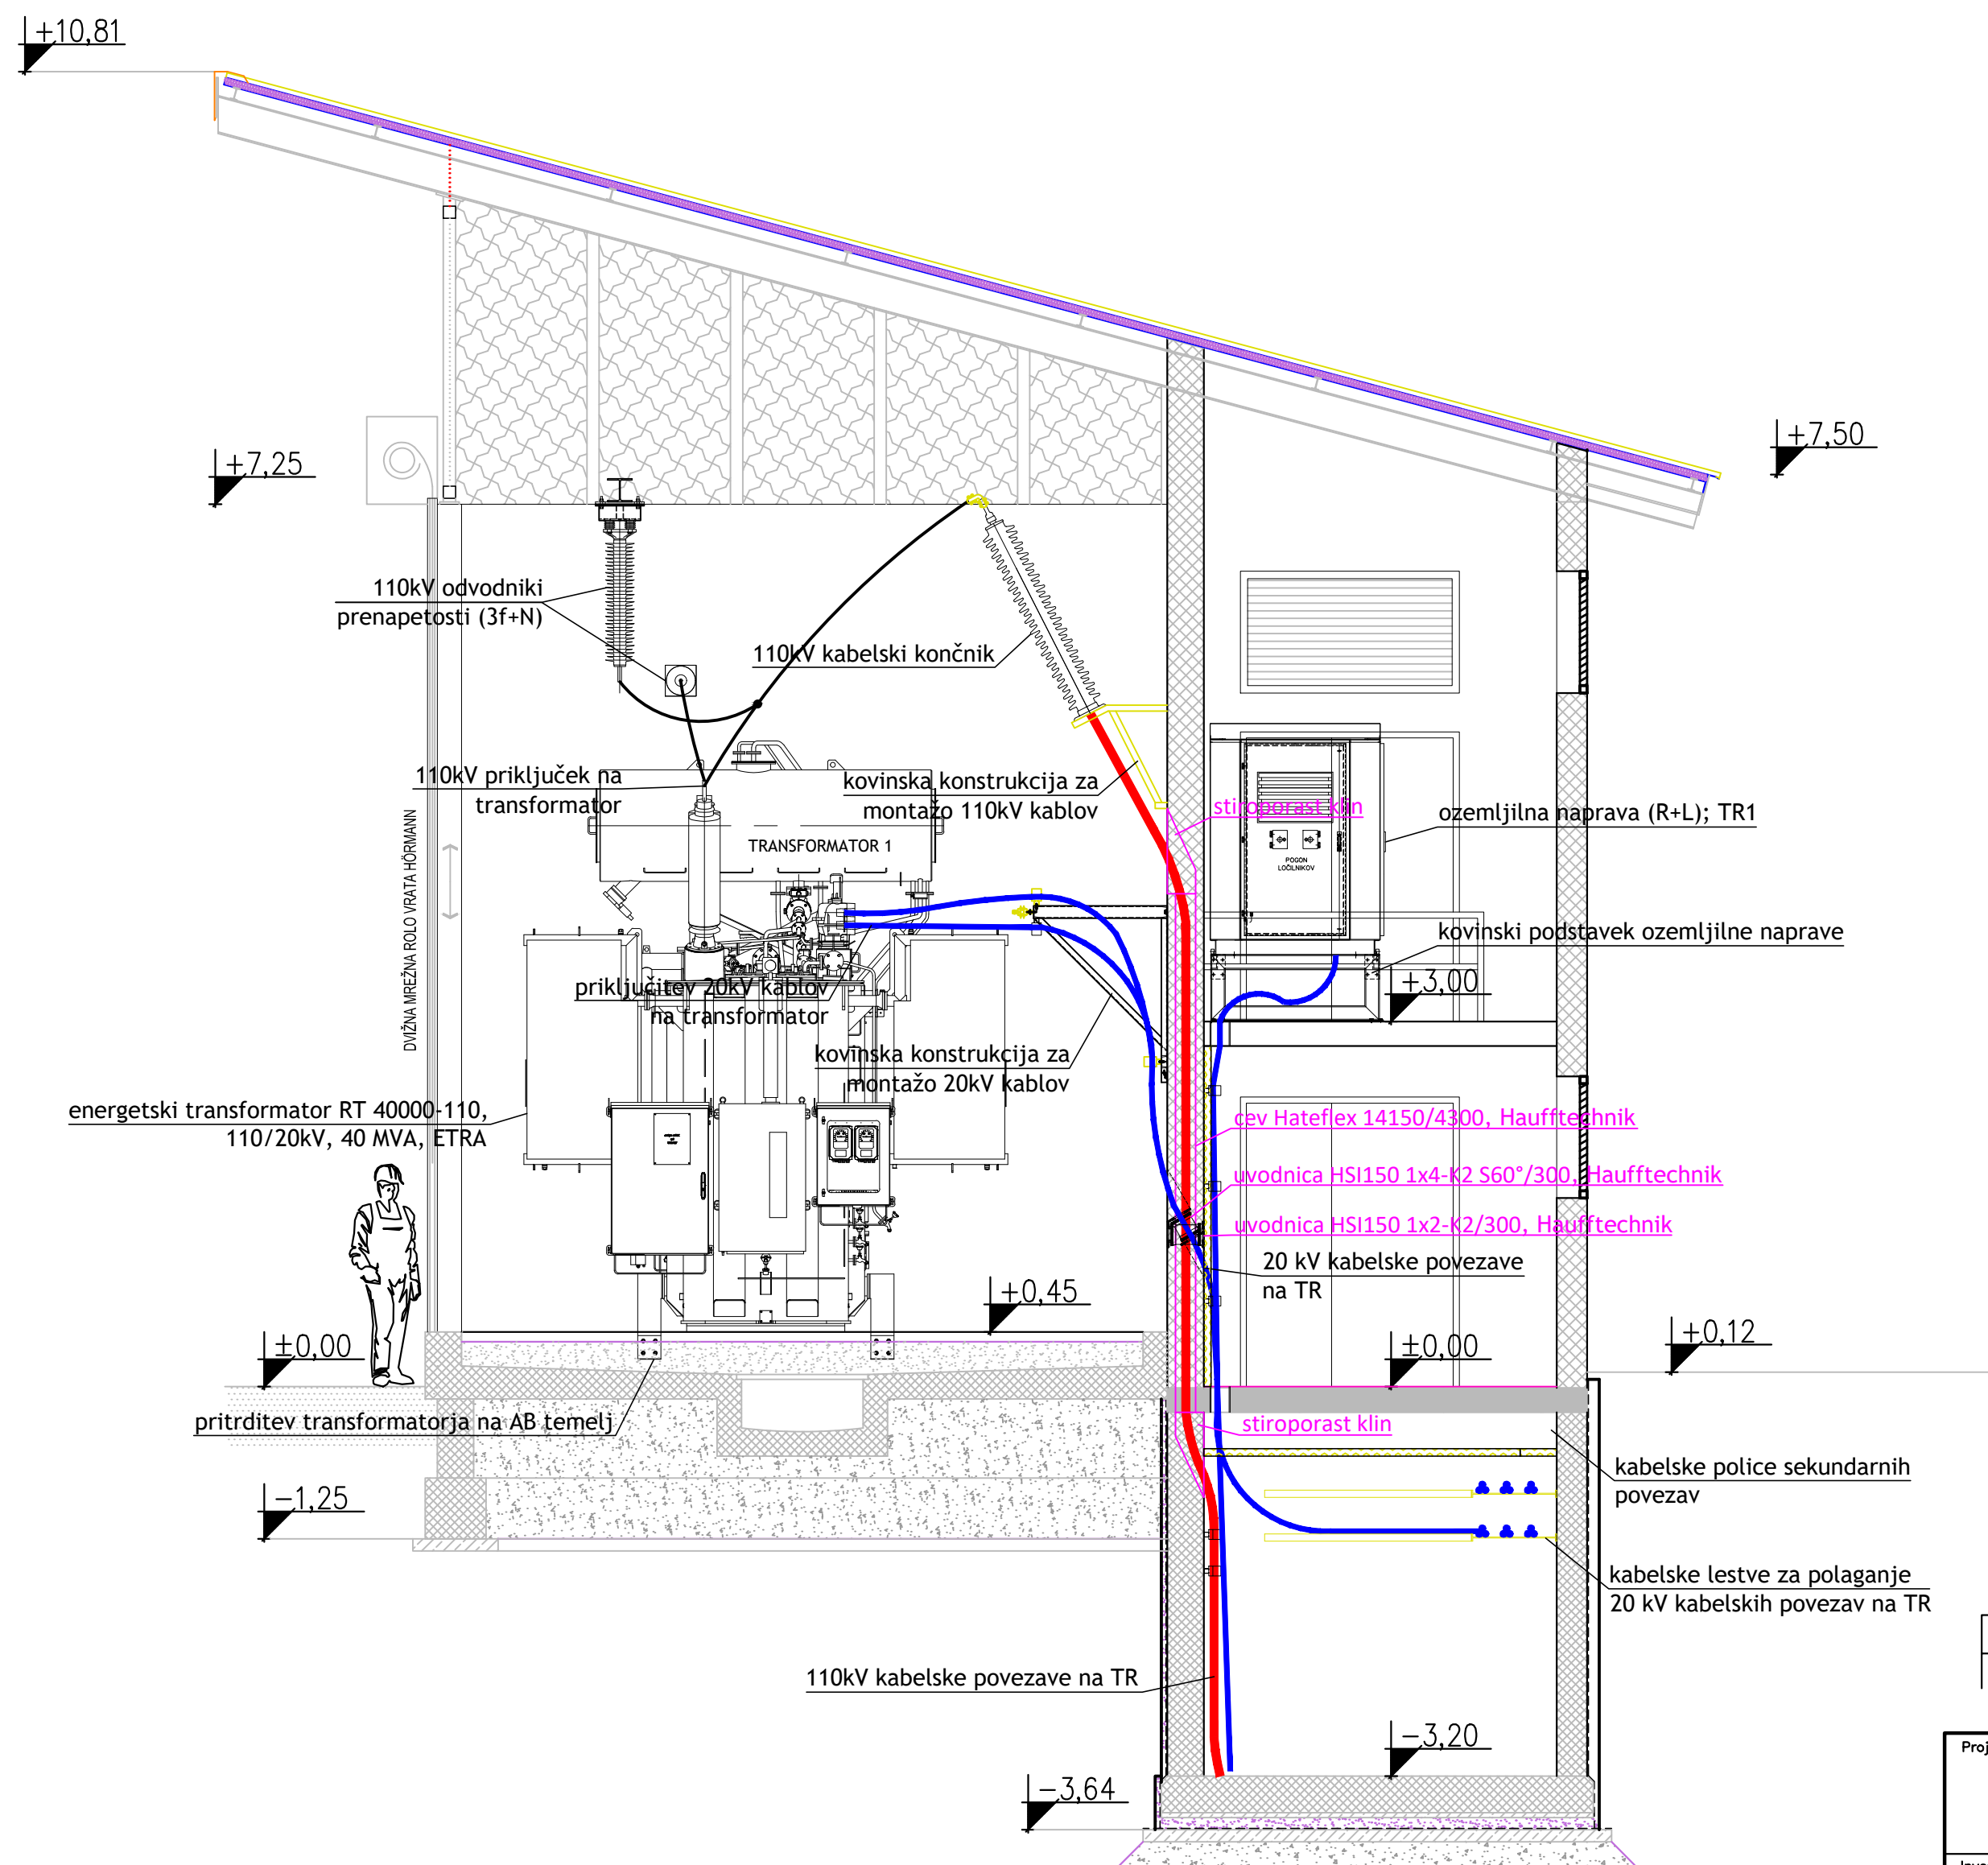 +10,81
+7,25
+7,50
110kV odvodniki
prenapetosti (3f+N)
110kV kabelski končnik
110kV priključek na
transformator
kovinska konstrukcija za
montažo 110kV kablov
stiroporast klin
ozemljilna naprava (R+L); TR1
TRANSFORMATOR 1
POGON
LOČILNIKOV
DVIŽNA MREŽNA ROLO VRATA HÖRMANN
kovinski podstavek ozemljilne naprave
+3,00
priključitev 20kV kablov
na transformator
kovinska konstrukcija za
montažo 20kV kablov
energetski transformator RT 40000-110,
110/20kV, 40 MVA, ETRA
cev Hateflex 14150/4300, Haufftechnik
uvodnica HSI150 1x4-K2 S60°/300, Haufftechnik
uvodnica HSI150 1x2-K2/300, Haufftechnik
20 kV kabelske povezave
na TR
+0,45
±0,00
±0,00
+0,12
pritrditev transformatorja na AB temelj
stiroporast klin
kabelske police sekundarnih
povezav
-1,25
kabelske lestve za polaganje
20 kV kabelskih povezav na TR
110kV kabelske povezave na TR
-3,20
-3,64
Proj